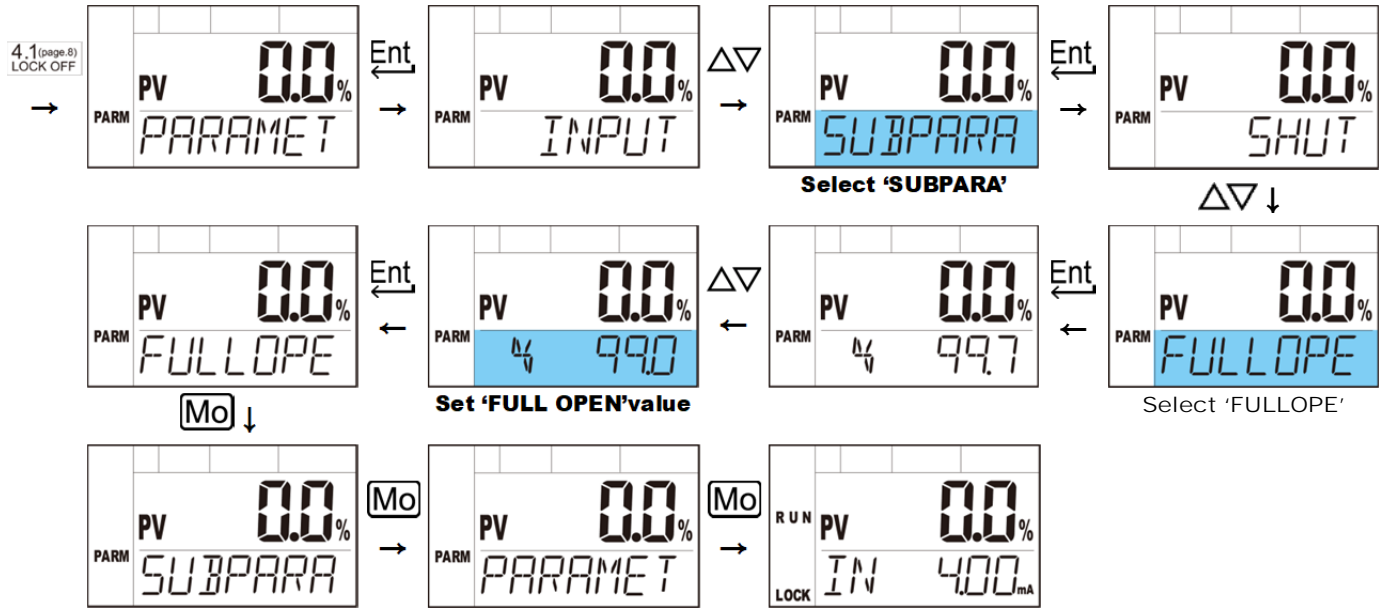 4.1(page.8)
LOCK OFF
→
PV 0.0%
PARM
PARAMET
Ent
→
PV 0.0%
PARM
INPUT
△▽
→
PV 0.0%
PARM
SUBPARA
Select ‘SUBPARA’
Ent
→
PV 0.0%
PARM
SHUT
△▽ ↓
PV 0.0%
PARM
FULLOPE
Ent
←
PV 0.0%
PARM
% 99.0
Set ‘FULL OPEN’value
△▽
←
PV 0.0%
PARM
% 99.7
Ent
←
PV 0.0%
PARM
FULLOPE
Select ‘FULLOPE’
Mo ↓
PV 0.0%
PARM
SUBPARA
Mo
→
PV 0.0%
PARM
PARAMET
Mo
→
RUN PV 0.0%
LOCK
IN 4.00mA